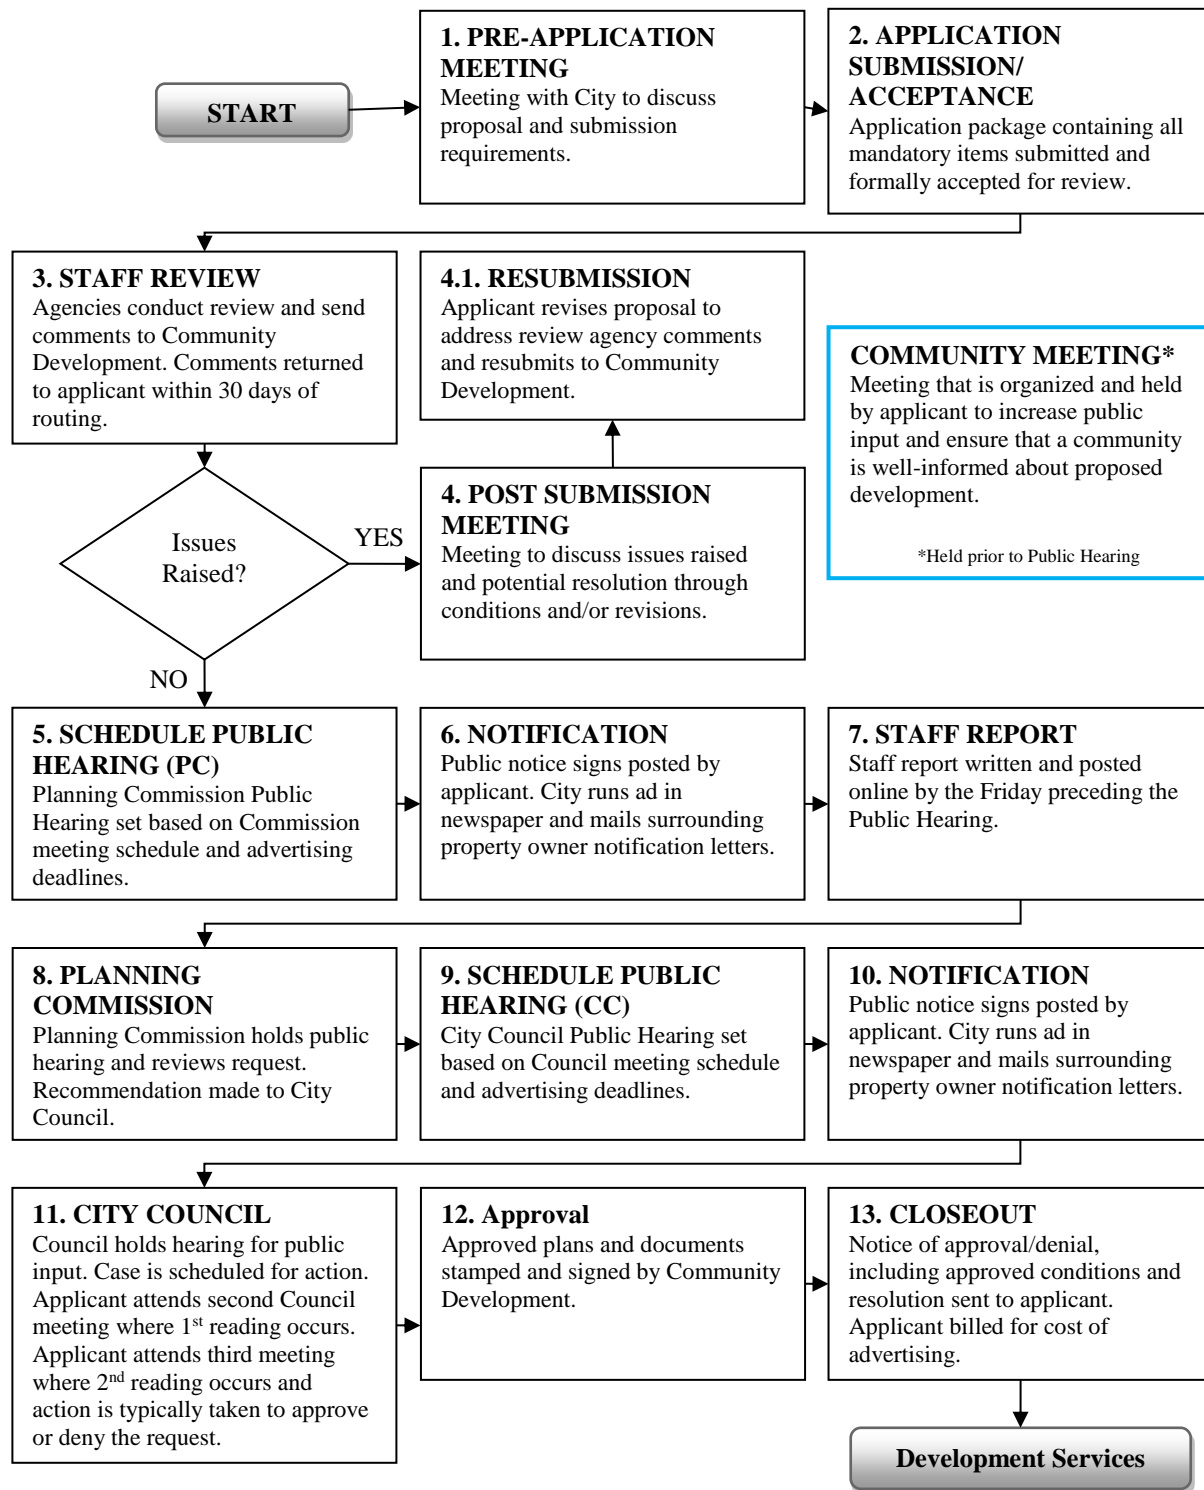 START
1. PRE-APPLICATION
MEETING
Meeting with City to discuss
proposal and submission
requirements.
2. APPLICATION
SUBMISSION/
ACCEPTANCE
Application package containing all
mandatory items submitted and
formally accepted for review.
3. STAFF REVIEW
Agencies conduct review and send
comments to Community
Development. Comments returned
to applicant within 30 days of
routing.
4.1. RESUBMISSION
Applicant revises proposal to
address review agency comments
and resubmits to Community
Development.
COMMUNITY MEETING*
Meeting that is organized and held
by applicant to increase public
input and ensure that a community
is well-informed about proposed
development.
*Held prior to Public Hearing
Issues
Raised?
YES
4. POST SUBMISSION
MEETING
Meeting to discuss issues raised
and potential resolution through
conditions and/or revisions.
NO
5. SCHEDULE PUBLIC
HEARING (PC)
Planning Commission Public
Hearing set based on Commission
meeting schedule and advertising
deadlines.
6. NOTIFICATION
Public notice signs posted by
applicant. City runs ad in
newspaper and mails surrounding
property owner notification letters.
7. STAFF REPORT
Staff report written and posted
online by the Friday preceding the
Public Hearing.
8. PLANNING
COMMISSION
Planning Commission holds public
hearing and reviews request.
Recommendation made to City
Council.
9. SCHEDULE PUBLIC
HEARING (CC)
City Council Public Hearing set
based on Council meeting schedule
and advertising deadlines.
10. NOTIFICATION
Public notice signs posted by
applicant. City runs ad in
newspaper and mails surrounding
property owner notification letters.
11. CITY COUNCIL
Council holds hearing for public
input. Case is scheduled for action.
Applicant attends second Council
meeting where 1st reading occurs.
Applicant attends third meeting
where 2nd reading occurs and
action is typically taken to approve
or deny the request.
12. Approval
Approved plans and documents
stamped and signed by Community
Development.
13. CLOSEOUT
Notice of approval/denial,
including approved conditions and
resolution sent to applicant.
Applicant billed for cost of
advertising.
Development Services